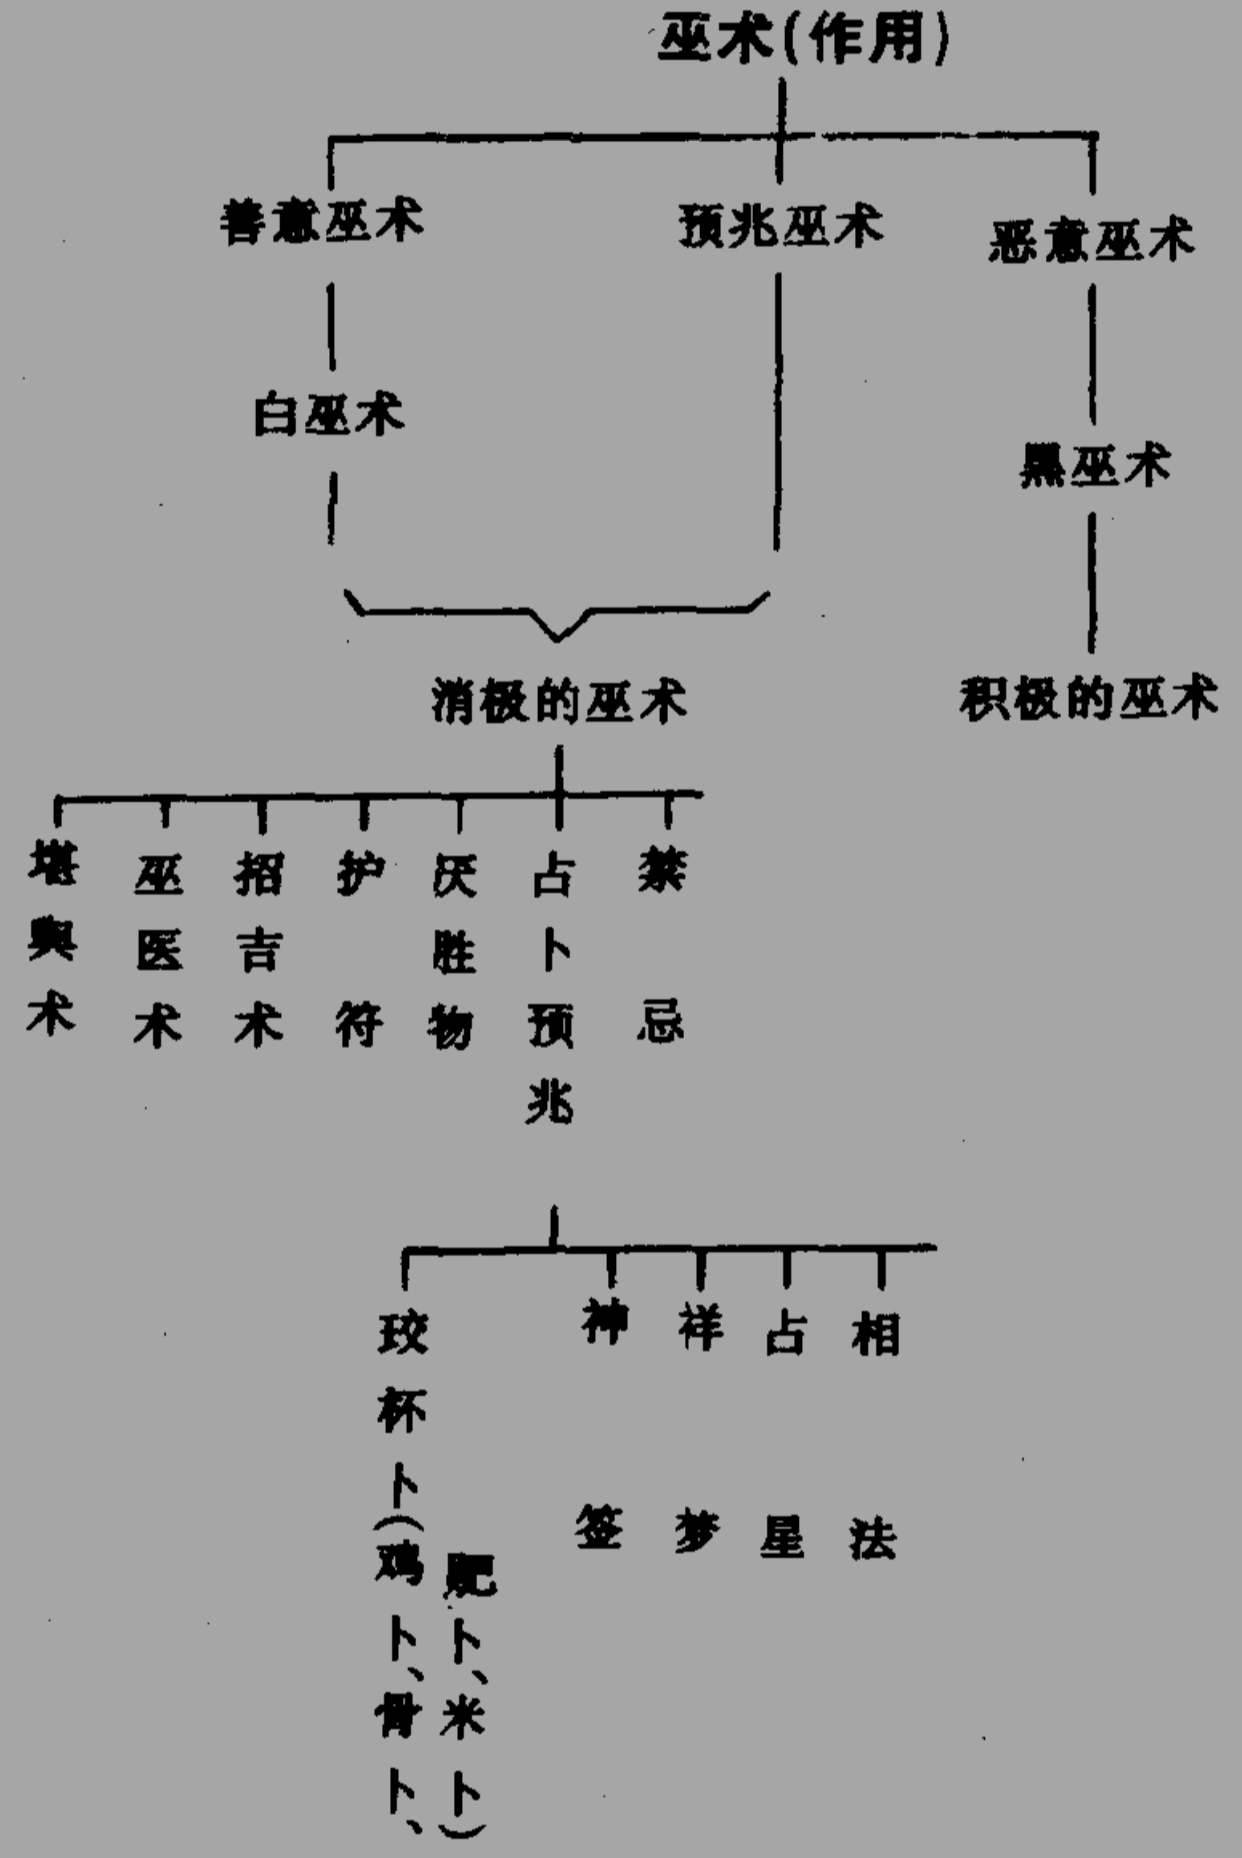 巫术(作用)
善意巫术
预兆巫术
恶意巫术
白巫术
黑巫术
消极的巫术
积极的巫术
堪舆术
巫医术
招吉术
护符
厌胜物
占卜预兆
禁忌
珓杯卜(鸡卜、骨卜、
卜、米卜)
神签
祥梦
占星
相法